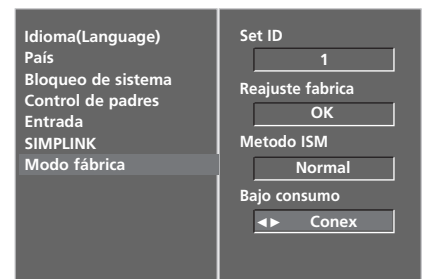 Idioma(Language)
País
Bloqueo de sistema
Control de padres
Entrada
SIMPLINK
Modo fábrica
Set ID
1
Reajuste fabrica
OK
Metodo ISM
Normal
Bajo consumo
◄► Conex